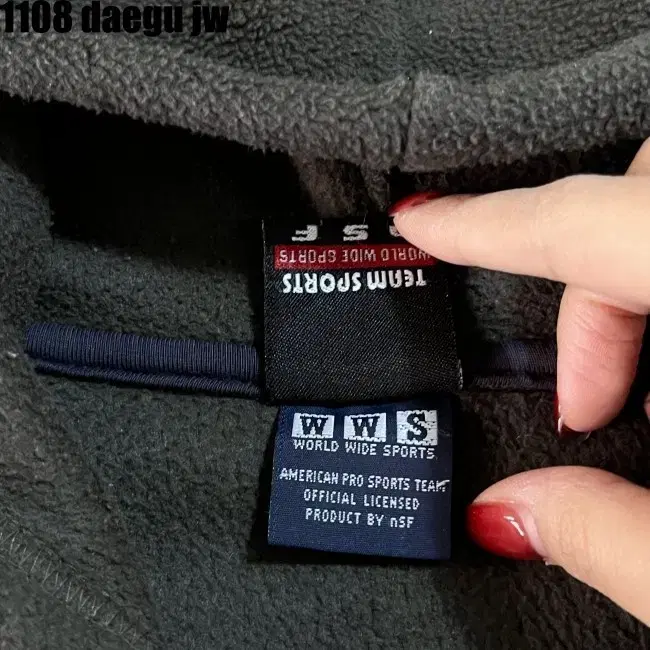 1108 daegu jw
S F
WORLD WIDE SPORTS
TEAM SPORTS
W W S
WORLD WIDE SPORTS
AMERICAN PRO SPORTS TEAM
OFFICIAL LICENSED
PRODUCT BY nSF